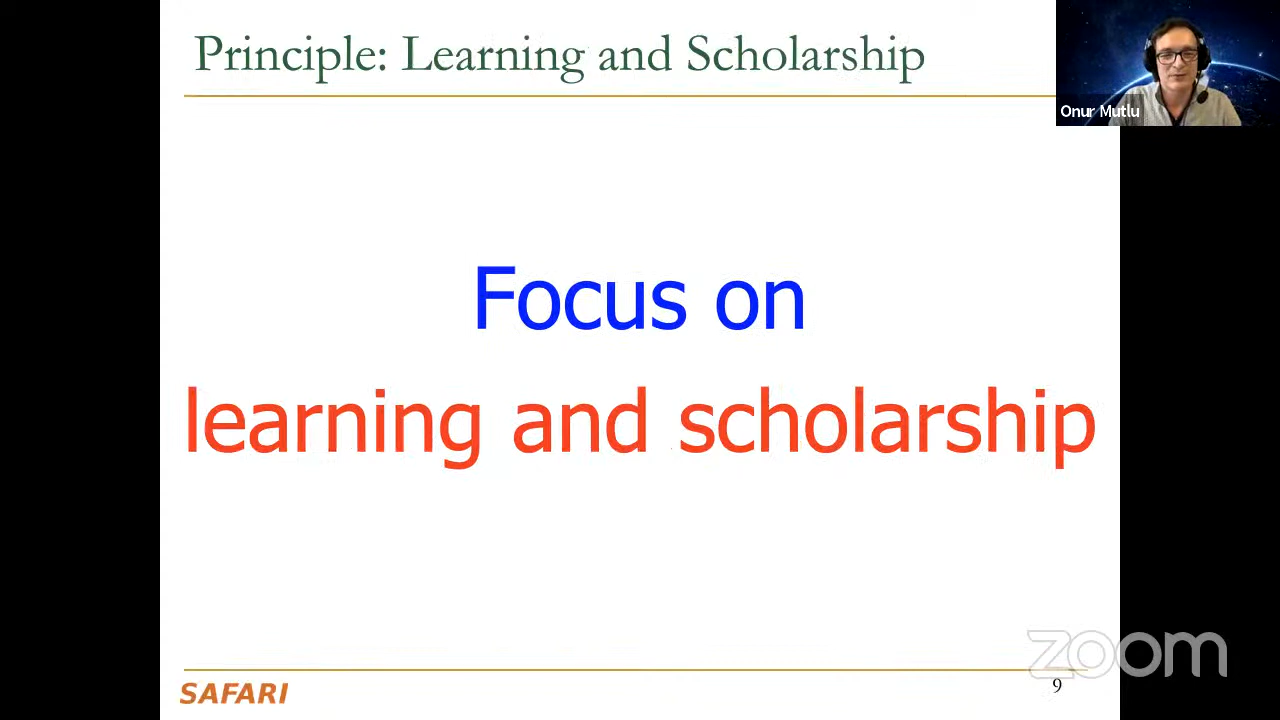 Principle: Learning and Scholarship
Onur Mutlu
Focus on
learning and scholarship
zoom
SAFARI
9